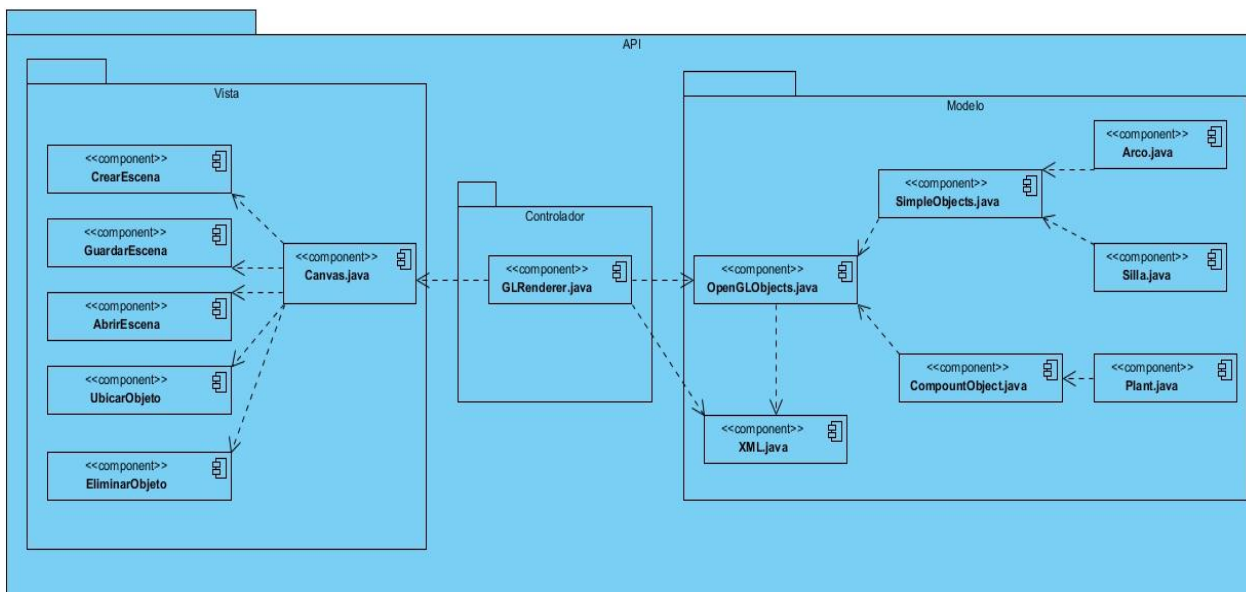 API
Vista
<<component>>
CrearEscena
<<component>>
GuardarEscena
<<component>>
AbrirEscena
<<component>>
UbicarObjeto
<<component>>
EliminarObjeto
<<component>>
Canvas.java
Controlador
<<component>>
GLRenderer.java
Modelo
<<component>>
OpenGLObjects.java
<<component>>
XML.java
<<component>>
SimpleObjects.java
<<component>>
CompountObject.java
<<component>>
Arco.java
<<component>>
Silla.java
<<component>>
Plant.java